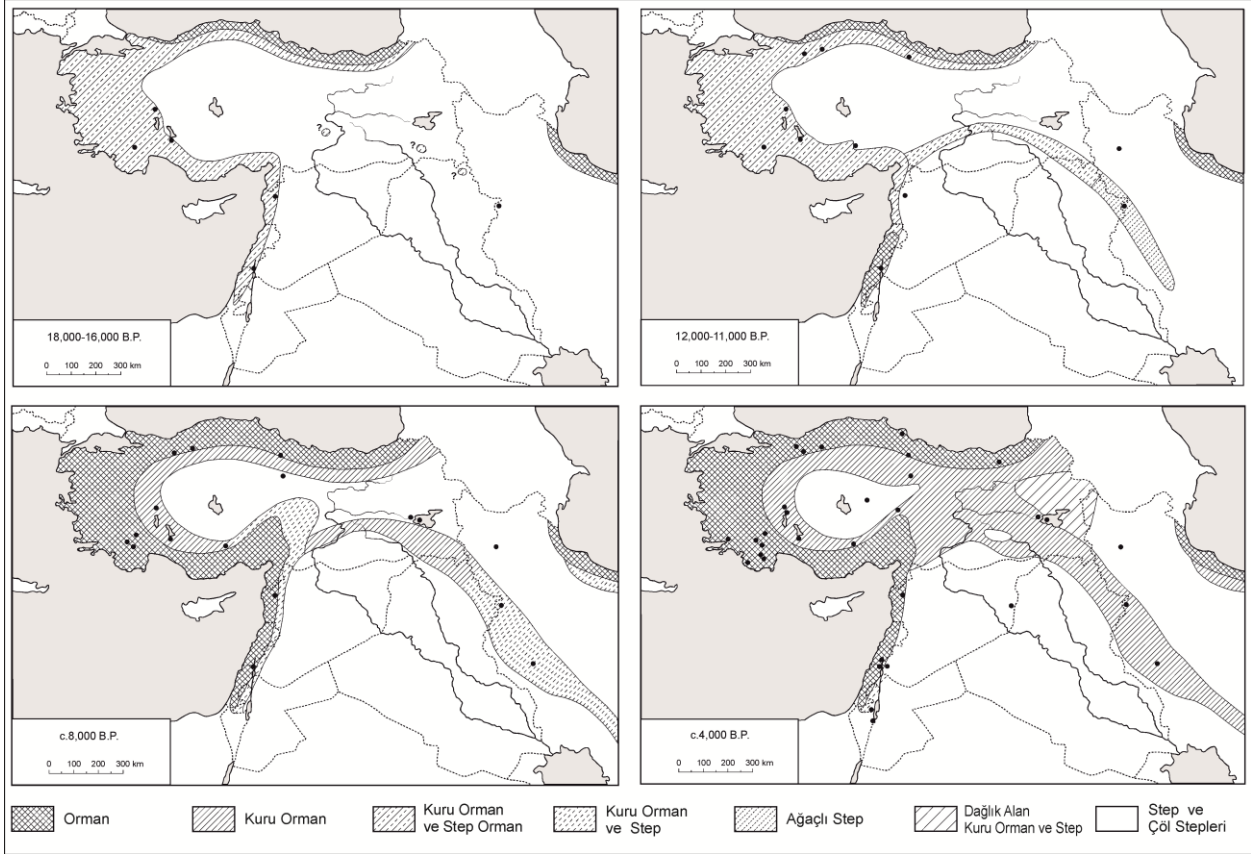 18,000-16,000 B.P.
0 100 200 300 km
?
?
?
12,000-11,000 B.P.
0 100 200 300 km
c.8,000 B.P.
0 100 200 300 km
c.4,000 B.P.
0 100 200 300 km
Orman
Kuru Orman
Kuru Orman
ve Step Orman
Kuru Orman
ve Step
Ağaçlı Step
Dağlık Alan
Kuru Orman ve Step
Step ve
Çöl Stepleri